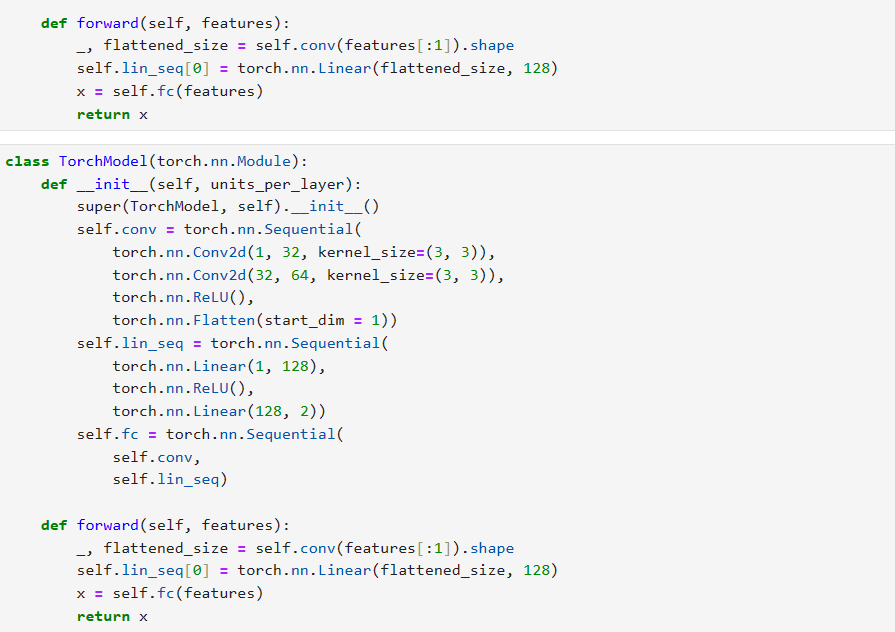 def forward(self, features):
        _, flattened_size = self.conv(features[:1]).shape
        self.lin_seq[0] = torch.nn.Linear(flattened_size, 128)
        x = self.fc(features)
        return x
class TorchModel(torch.nn.Module):
    def __init__(self, units_per_layer):
        super(TorchModel, self).__init__()
        self.conv = torch.nn.Sequential(
            torch.nn.Conv2d(1, 32, kernel_size=(3, 3)),
            torch.nn.Conv2d(32, 64, kernel_size=(3, 3)),
            torch.nn.ReLU(),
            torch.nn.Flatten(start_dim = 1))
        self.lin_seq = torch.nn.Sequential(
            torch.nn.Linear(1, 128),
            torch.nn.ReLU(),
            torch.nn.Linear(128, 2))
        self.fc = torch.nn.Sequential(
            self.conv,
            self.lin_seq)
    def forward(self, features):
        _, flattened_size = self.conv(features[:1]).shape
        self.lin_seq[0] = torch.nn.Linear(flattened_size, 128)
        x = self.fc(features)
        return x